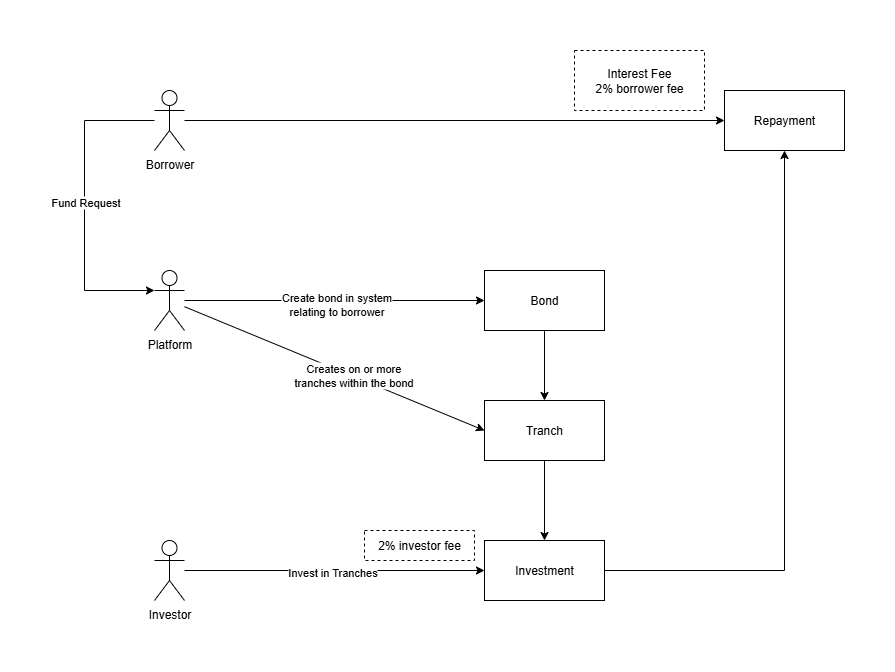 Interest Fee
2% borrower fee
Repayment
Borrower
Fund Request
Create bond in system
relating to borrower
Bond
Platform
Creates on or more
tranches within the bond
Tranch
2% investor fee
Invest in Tranches
Investment
Investor